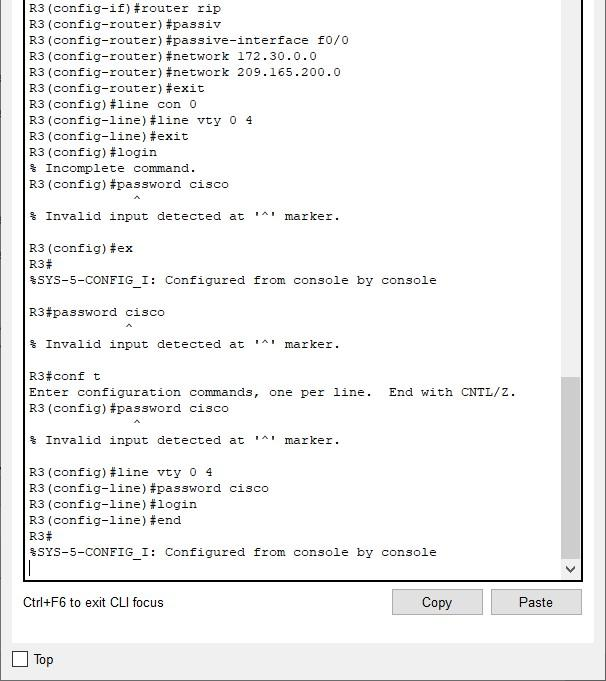 R3(config-if)#router rip
R3(config-router)#passiv
R3(config-router)#passive-interface f0/0
R3(config-router)#network 172.30.0.0
R3(config-router)#network 209.165.200.0
R3(config-router)#exit
R3(config)#line con 0
R3(config-line)#line vty 0 4
R3(config-line)#exit
R3(config)#login
% Incomplete command.
R3(config)#password cisco
^
% Invalid input detected at '^' marker.
R3(config)#ex
R3#
%SYS-5-CONFIG_I: Configured from console by console
R3#password cisco
^
% Invalid input detected at '^' marker.
R3#conf t
Enter configuration commands, one per line.  End with CNTL/Z.
R3(config)#password cisco
^
% Invalid input detected at '^' marker.
R3(config)#line vty 0 4
R3(config-line)#password cisco
R3(config-line)#login
R3(config-line)#end
R3#
%SYS-5-CONFIG_I: Configured from console by console
Ctrl+F6 to exit CLI focus
Copy
Paste
Top